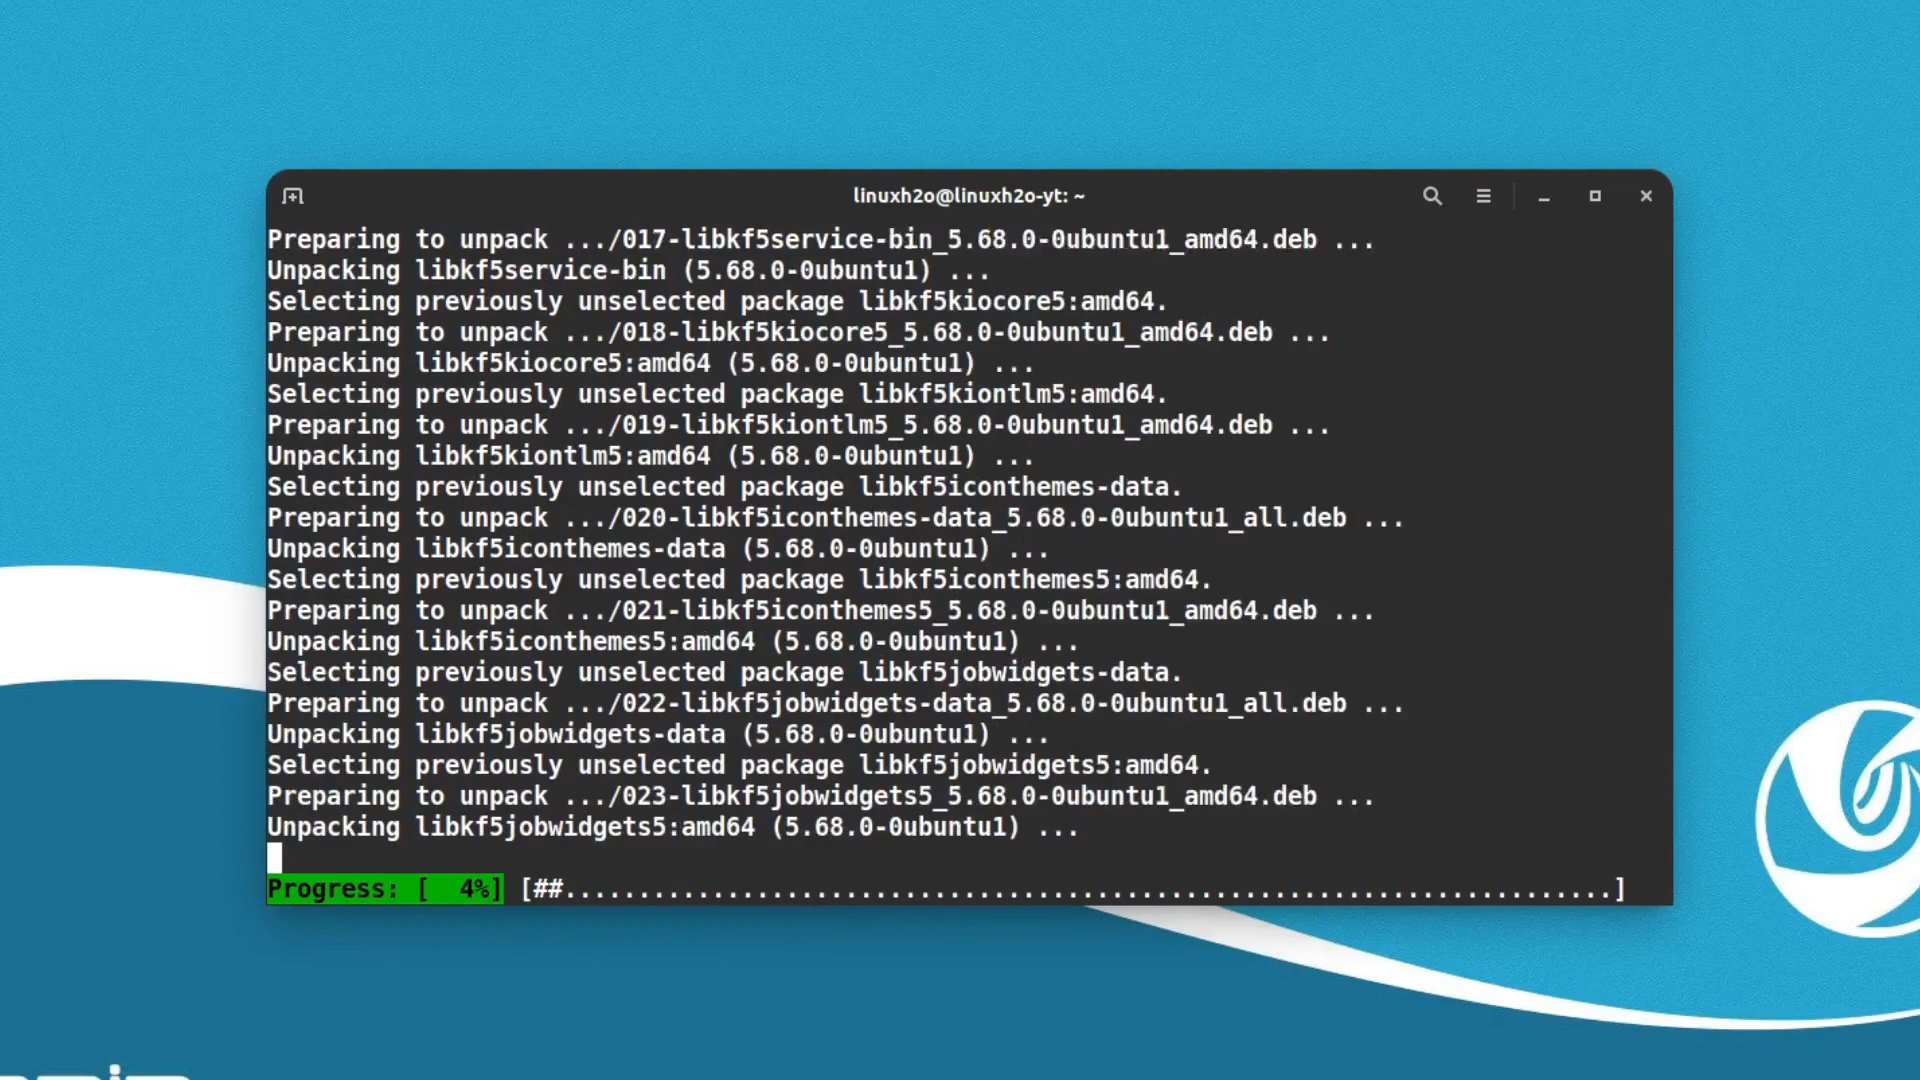 linuxh2o@linuxh2o-yt: ~
Preparing to unpack .../017-libkf5service-bin_5.68.0-0ubuntu1_amd64.deb ...
Unpacking libkf5service-bin (5.68.0-0ubuntu1) ...
Selecting previously unselected package libkf5kiocore5:amd64.
Preparing to unpack .../018-libkf5kiocore5_5.68.0-0ubuntu1_amd64.deb ...
Unpacking libkf5kiocore5:amd64 (5.68.0-0ubuntu1) ...
Selecting previously unselected package libkf5kiontlm5:amd64.
Preparing to unpack .../019-libkf5kiontlm5_5.68.0-0ubuntu1_amd64.deb ...
Unpacking libkf5kiontlm5:amd64 (5.68.0-0ubuntu1) ...
Selecting previously unselected package libkf5iconthemes-data.
Preparing to unpack .../020-libkf5iconthemes-data_5.68.0-0ubuntu1_all.deb ...
Unpacking libkf5iconthemes-data (5.68.0-0ubuntu1) ...
Selecting previously unselected package libkf5iconthemes5:amd64.
Preparing to unpack .../021-libkf5iconthemes5_5.68.0-0ubuntu1_amd64.deb ...
Unpacking libkf5iconthemes5:amd64 (5.68.0-0ubuntu1) ...
Selecting previously unselected package libkf5jobwidgets-data.
Preparing to unpack .../022-libkf5jobwidgets-data_5.68.0-0ubuntu1_all.deb ...
Unpacking libkf5jobwidgets-data (5.68.0-0ubuntu1) ...
Selecting previously unselected package libkf5jobwidgets5:amd64.
Preparing to unpack .../023-libkf5jobwidgets5_5.68.0-0ubuntu1_amd64.deb ...
Unpacking libkf5jobwidgets5:amd64 (5.68.0-0ubuntu1) ...
Progress: [  4%] [##.......................................................................]